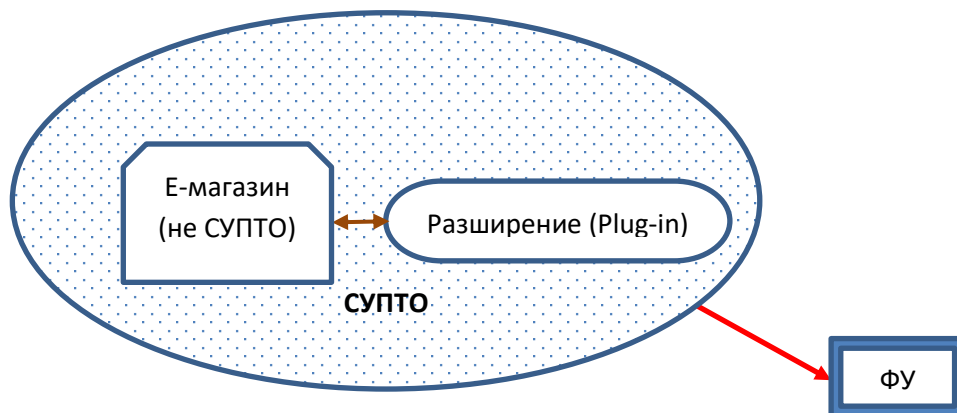 Е-магазин
(не СУПТО)
Разширение (Plug-in)
СУПТО
ФУ